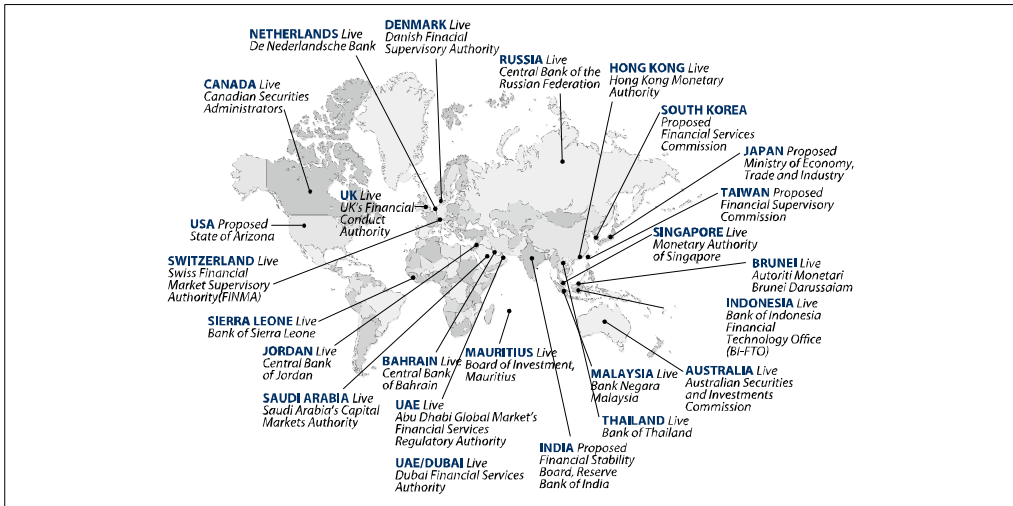 DENMARK Live
Danish Finacial
Supervisory Authority
NETHERLANDS Live
De Nederlandsche Bank
RUSSIA Live
Central Bank of the
Russian Federation
HONG KONG Live
Hong Kong Monetary
Authority
CANADA Live
Canadian Securities
Administrators
SOUTH KOREA
Proposed
Financial Services
Commission
JAPAN Proposed
Ministry of Economy,
Trade and Industry
UK Live
UK's Financial
Conduct
Authority
TAIWAN Proposed
Financial Supervisory
Commission
USA Proposed
State of Arizona
SINGAPORE Live
Monetary Authority
of Singapore
SWITZERLAND Live
Swiss Financial
Market Supervisory
Authority(FINMA)
BRUNEI Live
Autoriti Monetari
Brunei Darussaiam
INDONESIA Live
Bank of Indonesia
Financial
Technology Office
(BI-FTO)
SIERRA LEONE Live
Bank of Sierra Leone
JORDAN Live
Central Bank
of Jordan
BAHRAIN Live
Central Bank
of Bahrain
MAURITIUS Live
Board of Investment,
Mauritius
MALAYSIA Live
Bank Negara
Malaysia
AUSTRALIA Live
Australian Securities
and Investments
Commission
SAUDI ARABIA Live
Saudi Arabia's Capital
Markets Authority
UAE Live
Abu Dhabi Global Market's
Financial Services
Regulatory Authority
THAILAND Live
Bank of Thailand
INDIA Proposed
Financial Stability
Board, Reserve
Bank of India
UAE/DUBAI Live
Dubai Financial Services
Authority